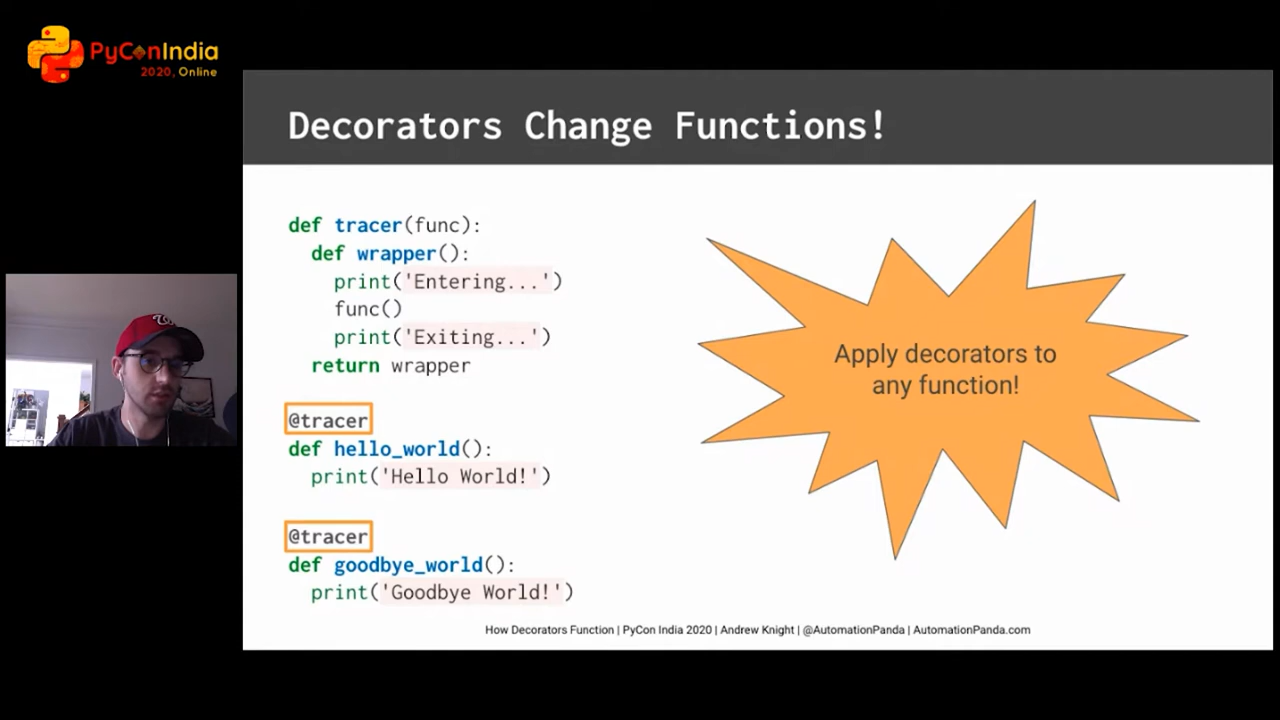 PyConIndia
2020, Online
Decorators Change Functions!
def tracer(func):
def wrapper():
print('Entering...')
func()
print('Exiting...')
return wrapper
@tracer
def hello_world():
print('Hello World!')
@tracer
def goodbye_world():
print('Goodbye World!')
Apply decorators to
any function!
How Decorators Function | PyCon India 2020 | Andrew Knight | @AutomationPanda | AutomationPanda.com